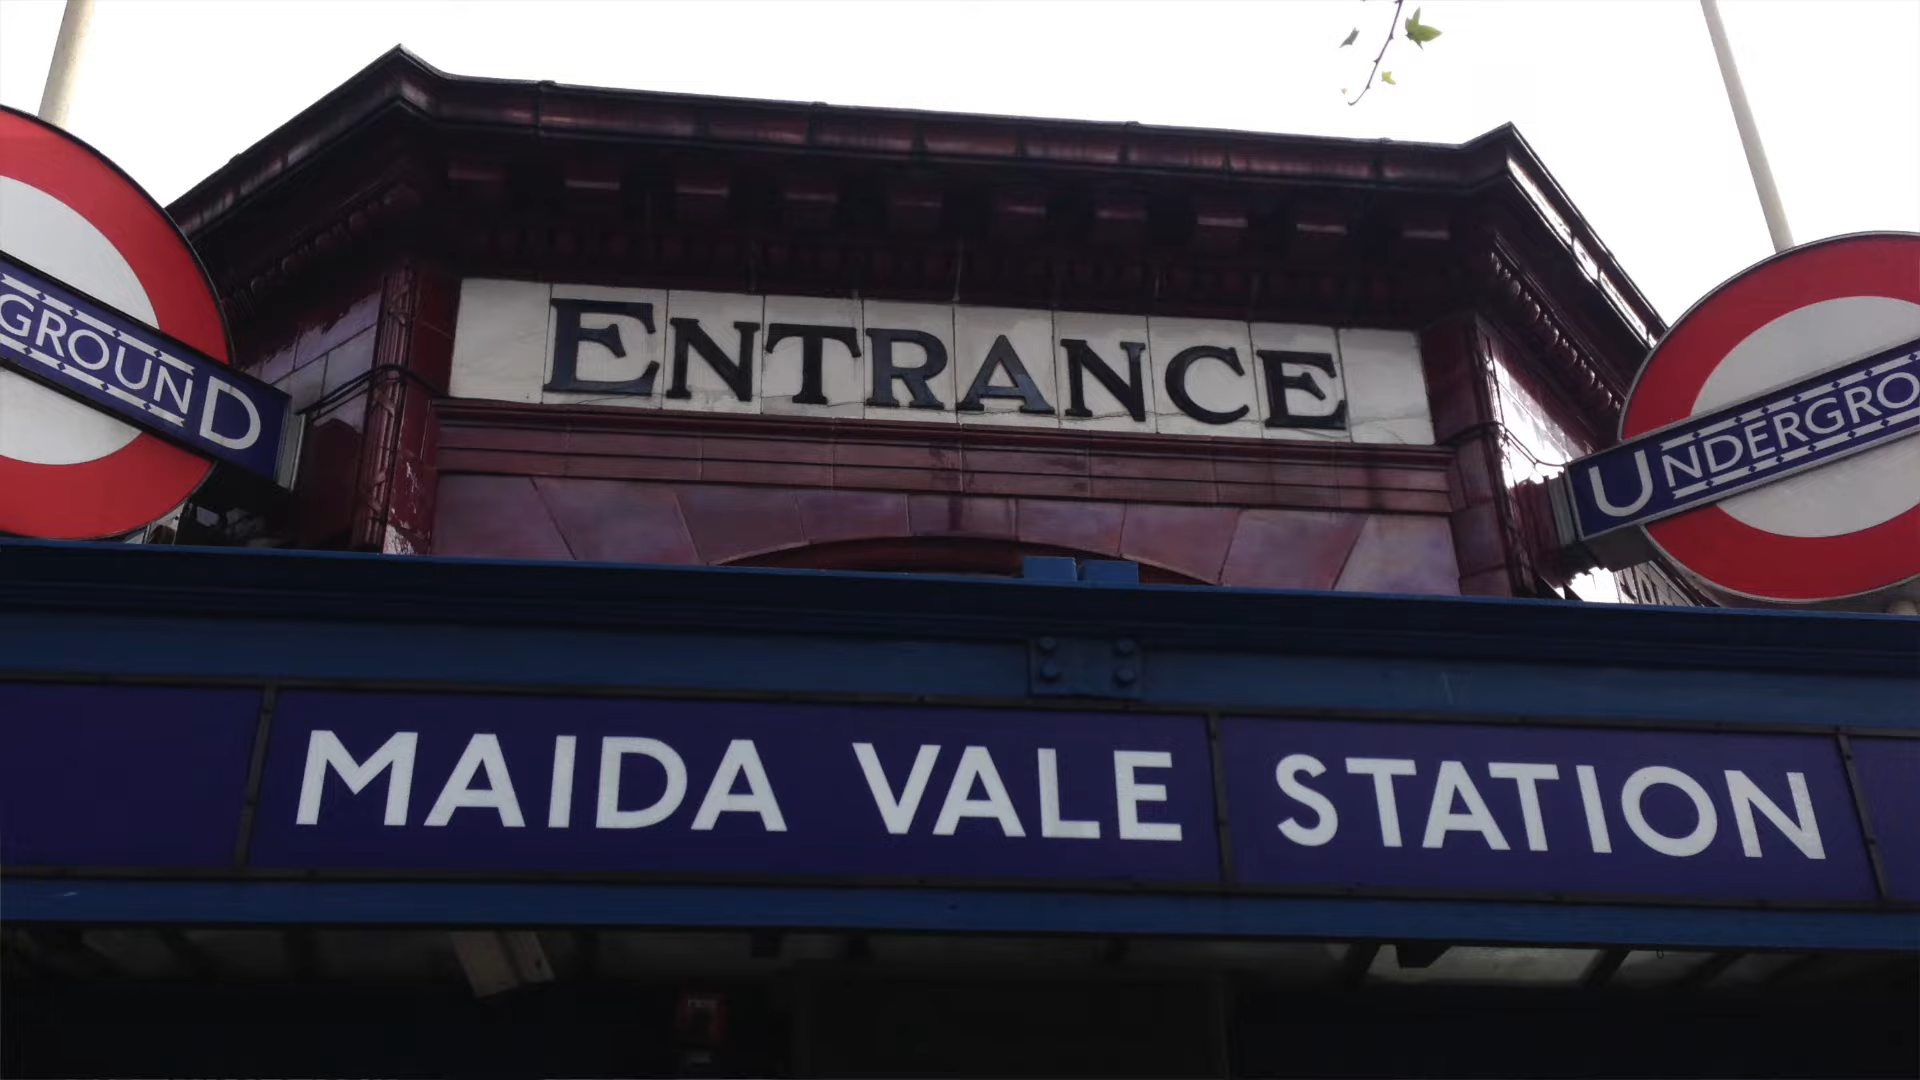 ENTRANCE
GROUND
UNDERGRO
MAIDA VALE STATION